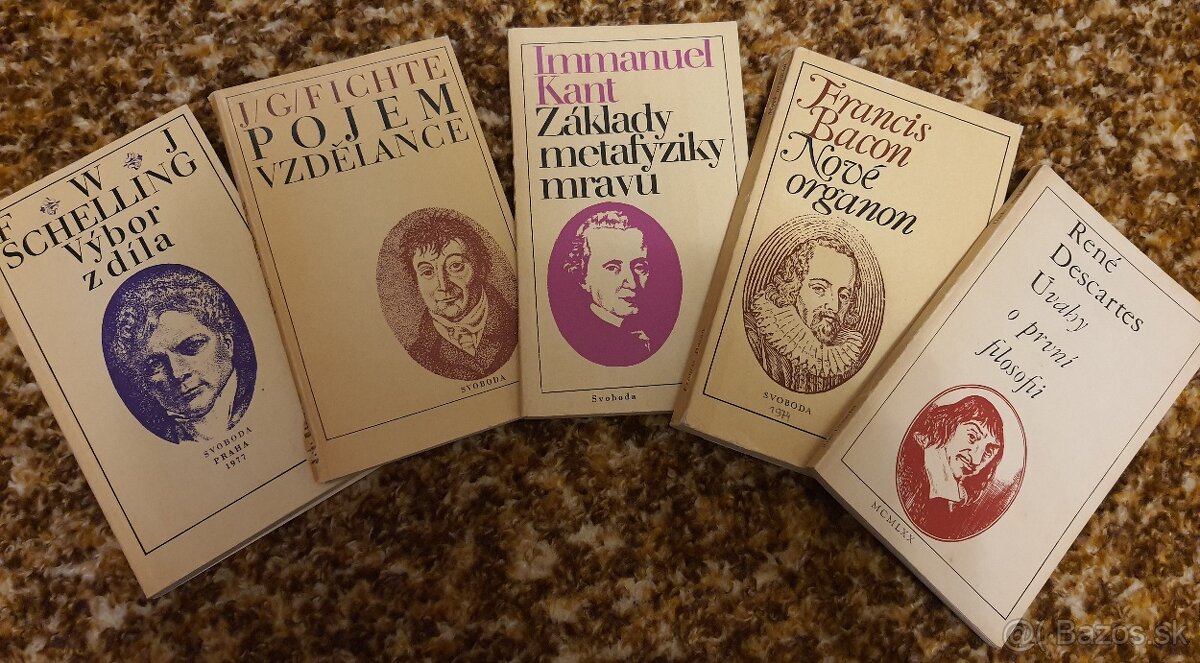 F W J
SCHELLING
Výbor
z díla
SVOBODA
PRAHA
1977
J/G/FICHTE
POJEM
VZDĚLANCE
SVOBODA
Immanuel
Kant
Základy
metafyziky
mravů
Svoboda
Francis
Bacon
Nové
organon
SVOBODA
1974
René
Descartes
Úvahy
o první
filosofii
MCMLXX
Bazos.sk